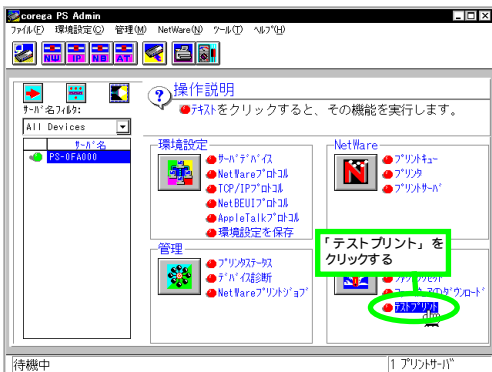 corega PS Admin
ﾌｧｲﾙ(F) 環境設定(C) 管理(M) NetWare(N) ﾂｰﾙ(T) ﾍﾙﾌﾟ(H)
NW IP NB AT
ｻｰﾊﾞ名ﾌｨﾙﾀ:
All Devices
ｻｰﾊﾞ名
PS-0FA000
操作説明
ﾃｷｽﾄをクリックすると、その機能を実行します。
環境設定
ｻｰﾊﾞﾃﾞﾊﾞｲｽ
NetWareﾌﾟﾛﾄｺﾙ
TCP/IPﾌﾟﾛﾄｺﾙ
NetBEUIﾌﾟﾛﾄｺﾙ
AppleTalkﾌﾟﾛﾄｺﾙ
環境設定を保存
NetWare
ﾌﾟﾘﾝﾄｷｭｰ
ﾌﾟﾘﾝﾀ
ﾌﾟﾘﾝﾄｻｰﾊﾞ
管理
ﾌﾟﾘﾝﾀｽﾃｰﾀｽ
ﾃﾞﾊﾞｲｽ診断
NetWareﾌﾟﾘﾝﾄｼﾞｮﾌﾞ
「テストプリント」を
クリックする
ﾃｽﾄﾌﾟﾘﾝﾄ
待機中
1 ﾌﾟﾘﾝﾄｻｰﾊﾞ